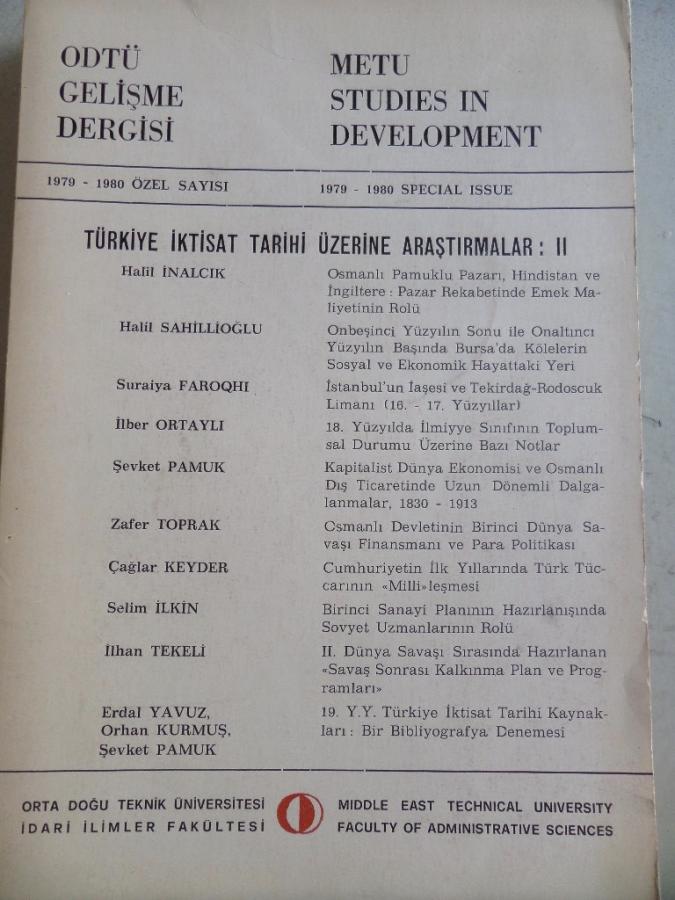 ODTÜ
GELİŞME
DERGİSİ
METU
STUDIES IN
DEVELOPMENT
1979 - 1980 ÖZEL SAYISI
1979 - 1980 SPECIAL ISSUE
TÜRKİYE İKTİSAT TARİHİ ÜZERİNE ARAŞTIRMALAR : II
Halil İNALCIK
Osmanlı Pamuklu Pazarı, Hindistan ve
İngiltere : Pazar Rekabetinde Emek Ma-
liyetinin Rolü
Halil SAHİLLİOĞLU
Onbeşinci Yüzyılın Sonu ile Onaltıncı
Yüzyılın Başında Bursa'da Kölelerin
Sosyal ve Ekonomik Hayattaki Yeri
Suraiya FAROQHI
İstanbul'un İaşesi ve Tekirdağ-Rodoscuk
Limanı (16. - 17. Yüzyıllar)
İlber ORTAYLI
18. Yüzyılda İlmiyye Sınıfının Toplum-
sal Durumu Üzerine Bazı Notlar
Şevket PAMUK
Kapitalist Dünya Ekonomisi ve Osmanlı
Dış Ticaretinde Uzun Dönemli Dalga-
lanmalar, 1830 - 1913
Zafer TOPRAK
Osmanlı Devletinin Birinci Dünya Sa-
vaşı Finansmanı ve Para Politikası
Çağlar KEYDER
Cumhuriyetin İlk Yıllarında Türk Tüc-
carının «Milli»leşmesi
Selim İLKİN
Birinci Sanayi Planının Hazırlanışında
Sovyet Uzmanlarının Rolü
İlhan TEKELİ
II. Dünya Savaşı Sırasında Hazırlanan
«Savaş Sonrası Kalkınma Plan ve Prog-
ramları»
Erdal YAVUZ,
Orhan KURMUŞ,
Şevket PAMUK
19. Y.Y. Türkiye İktisat Tarihi Kaynak-
ları : Bir Bibliyografya Denemesi
ORTA DOĞU TEKNİK ÜNİVERSİTESİ
İDARİ İLİMLER FAKÜLTESİ
MIDDLE EAST TECHNICAL UNIVERSITY
FACULTY OF ADMINISTRATIVE SCIENCES